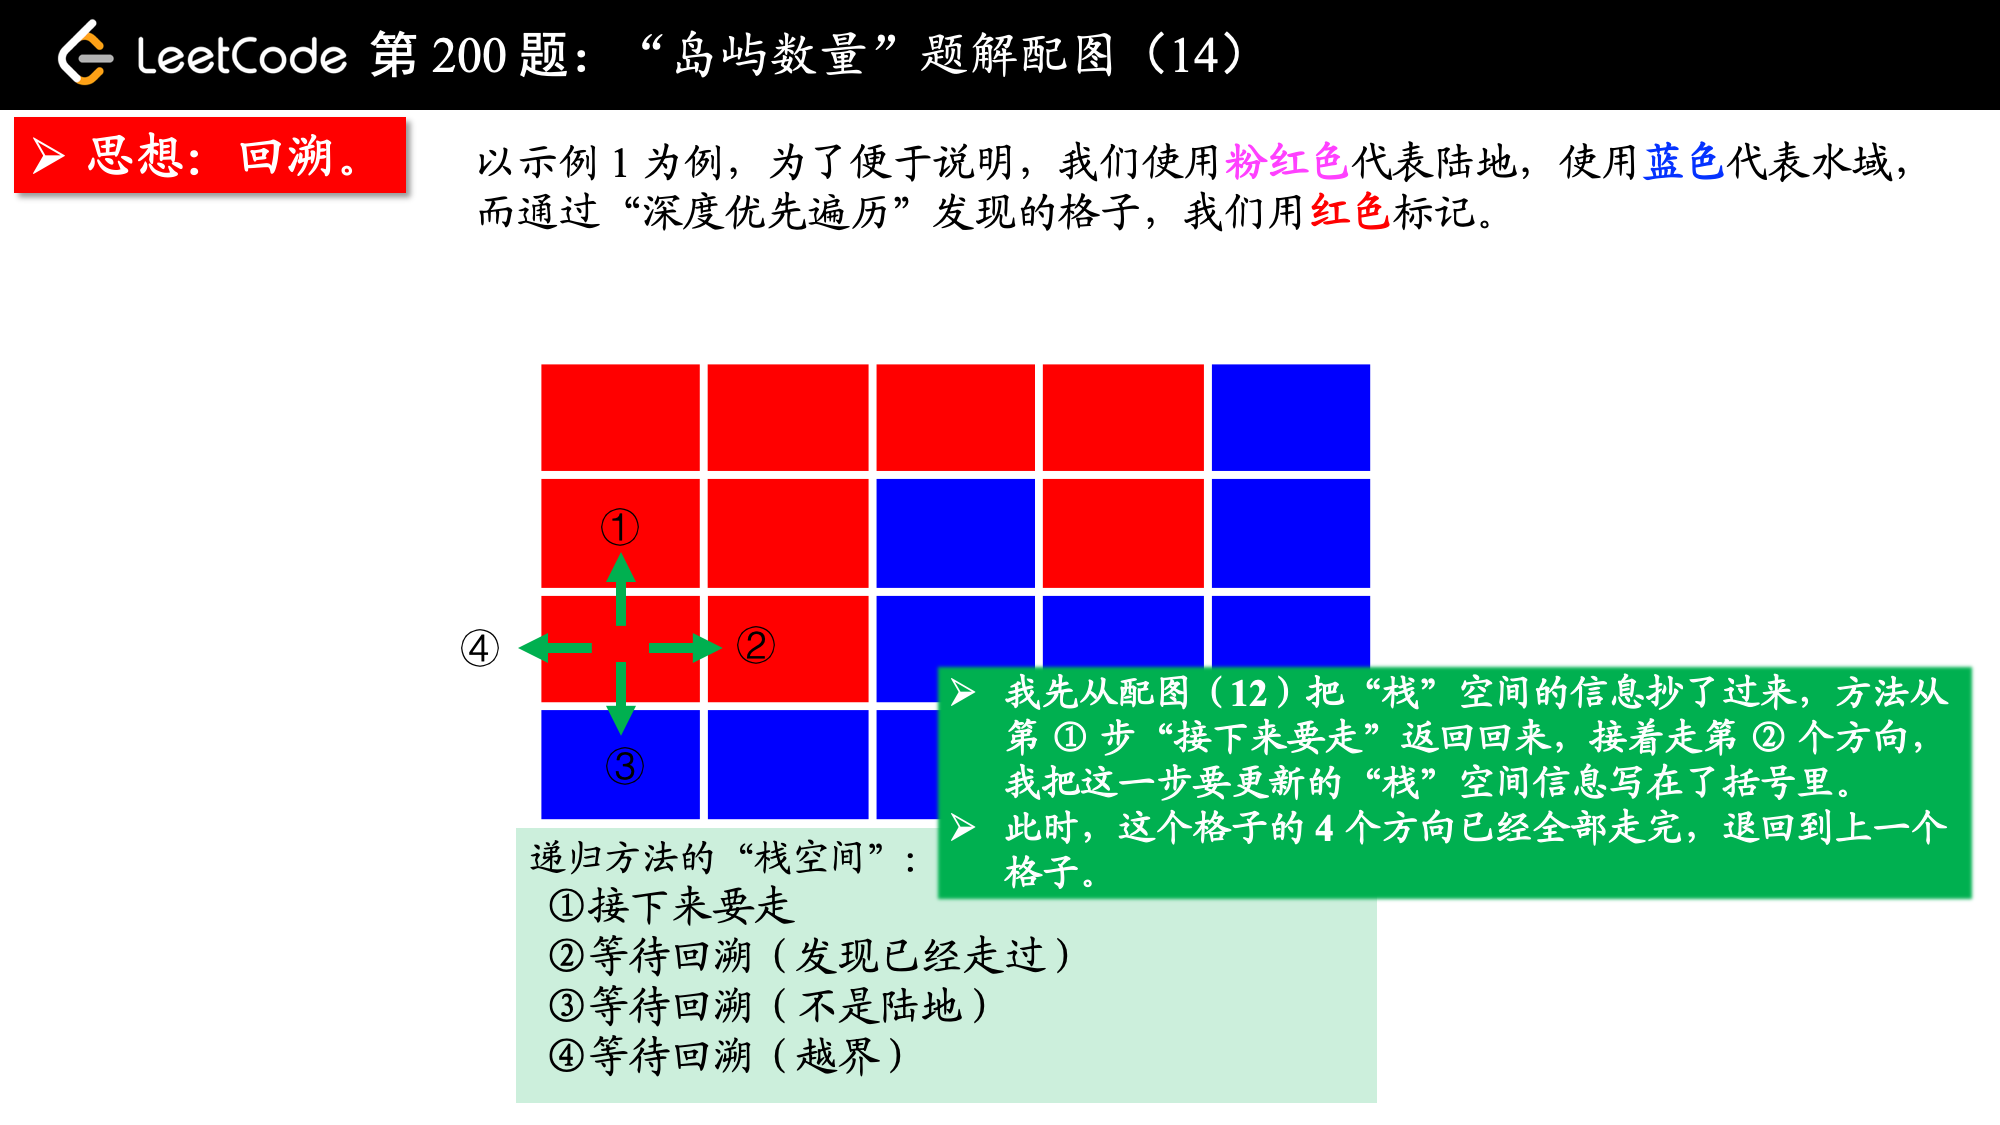 LeetCode 第 200 题：“岛屿数量”题解配图（14）
➢ 思想：回溯。
以示例 1 为例，为了便于说明，我们使用粉红色代表陆地，使用蓝色代表水域，
而通过“深度优先遍历”发现的格子，我们用红色标记。
①
④
②
③
➢ 我先从配图（12）把“栈”空间的信息抄了过来，方法从
第 ① 步“接下来要走”返回回来，接着走第 ② 个方向，
我把这一步要更新的“栈”空间信息写在了括号里。
➢ 此时，这个格子的 4 个方向已经全部走完，退回到上一个
格子。
递归方法的“栈空间”：
①接下来要走
②等待回溯（发现已经走过）
③等待回溯（不是陆地）
④等待回溯（越界）